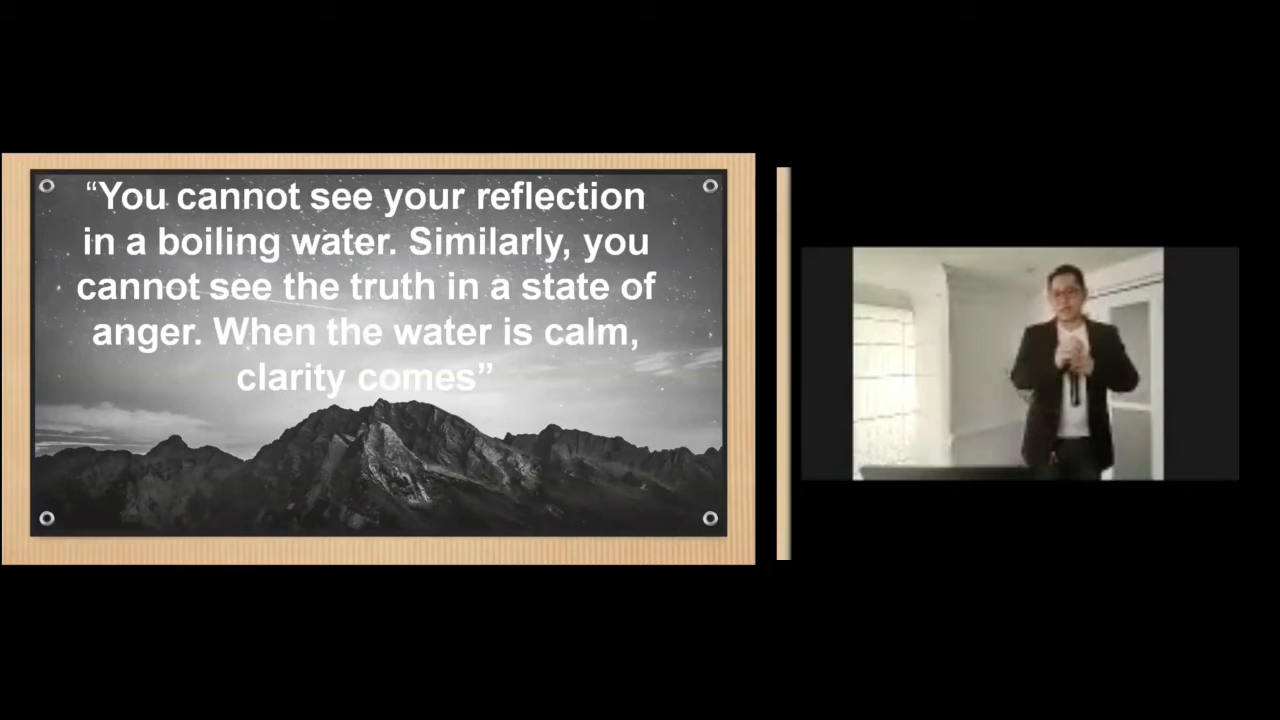 “You cannot see your reflection
in a boiling water. Similarly, you
cannot see the truth in a state of
anger. When the water is calm,
clarity comes”